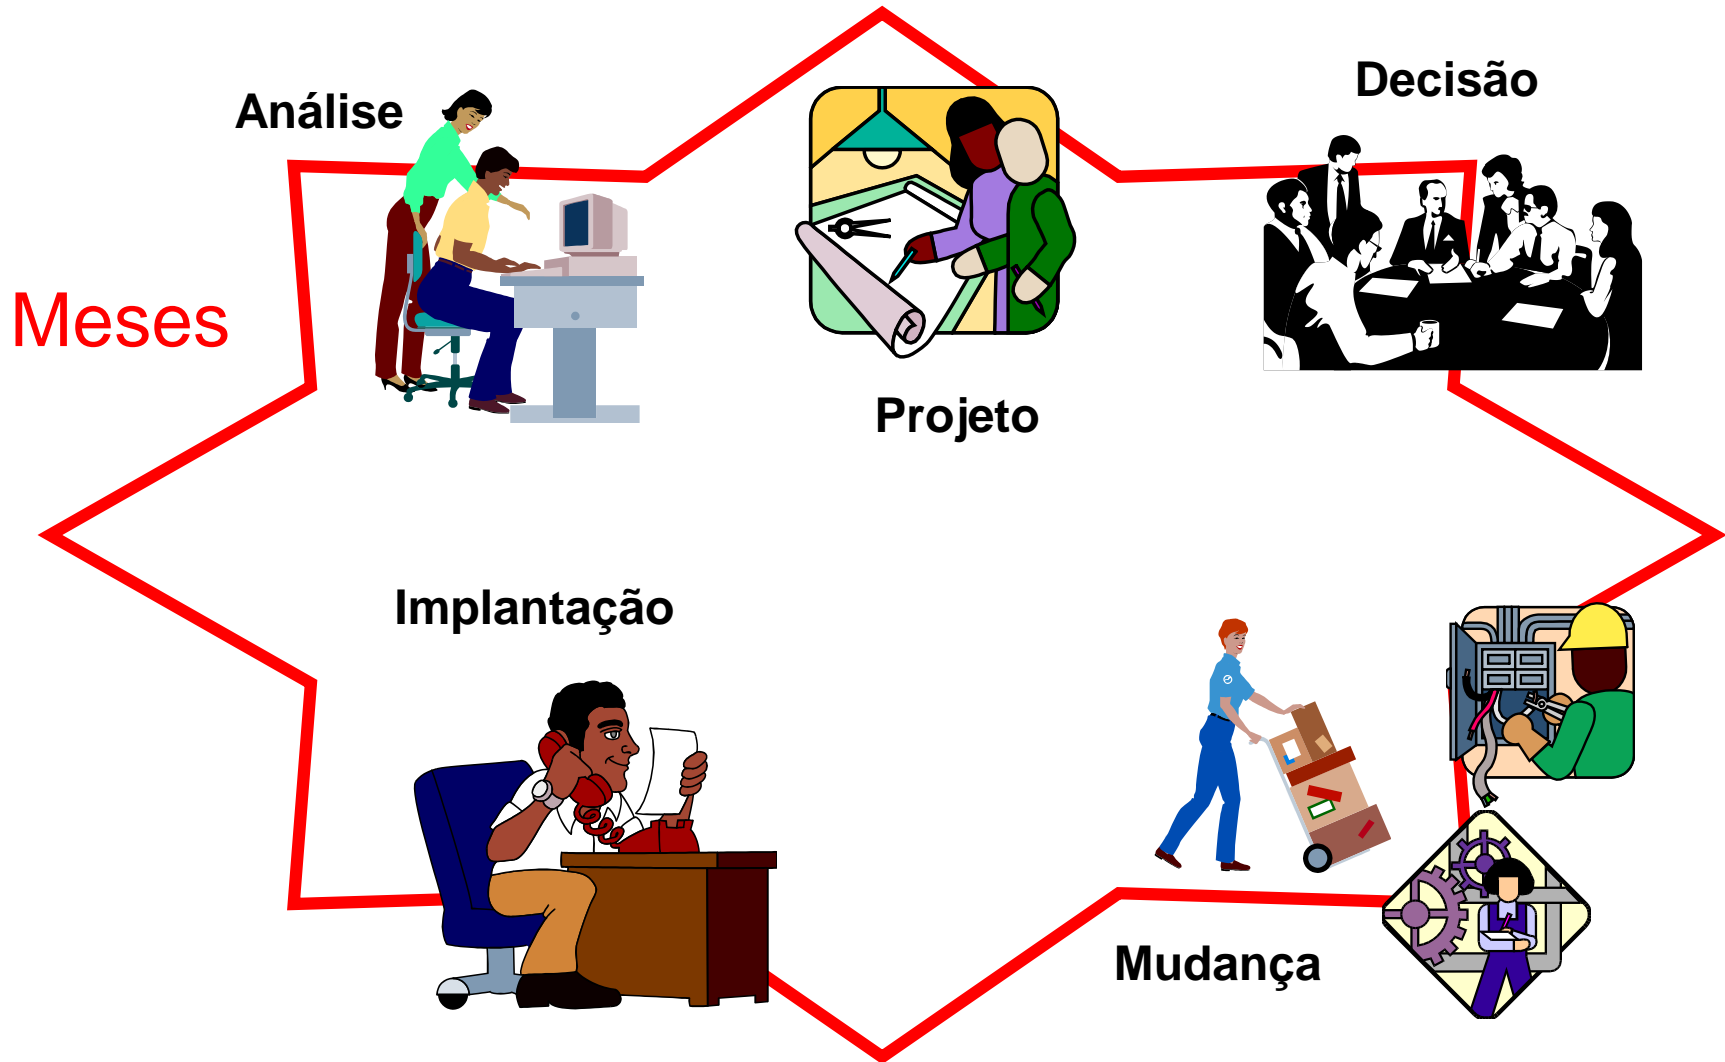 Análise
Decisão
Meses
Projeto
Implantação
Mudança